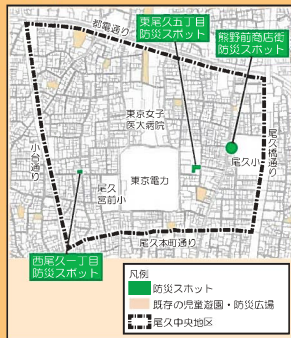 都電通り
東尾久五丁目
防災スポット
熊野前商店街
防災スポット
東京女子
医大病院
小台通り
尾久橋通り
尾久小
東京電力
尾久
宮前小
尾久本町通り
西尾久一丁目
防災スポット
凡例
防災スポット
既存の児童遊園・防災広場
尾久中央地区